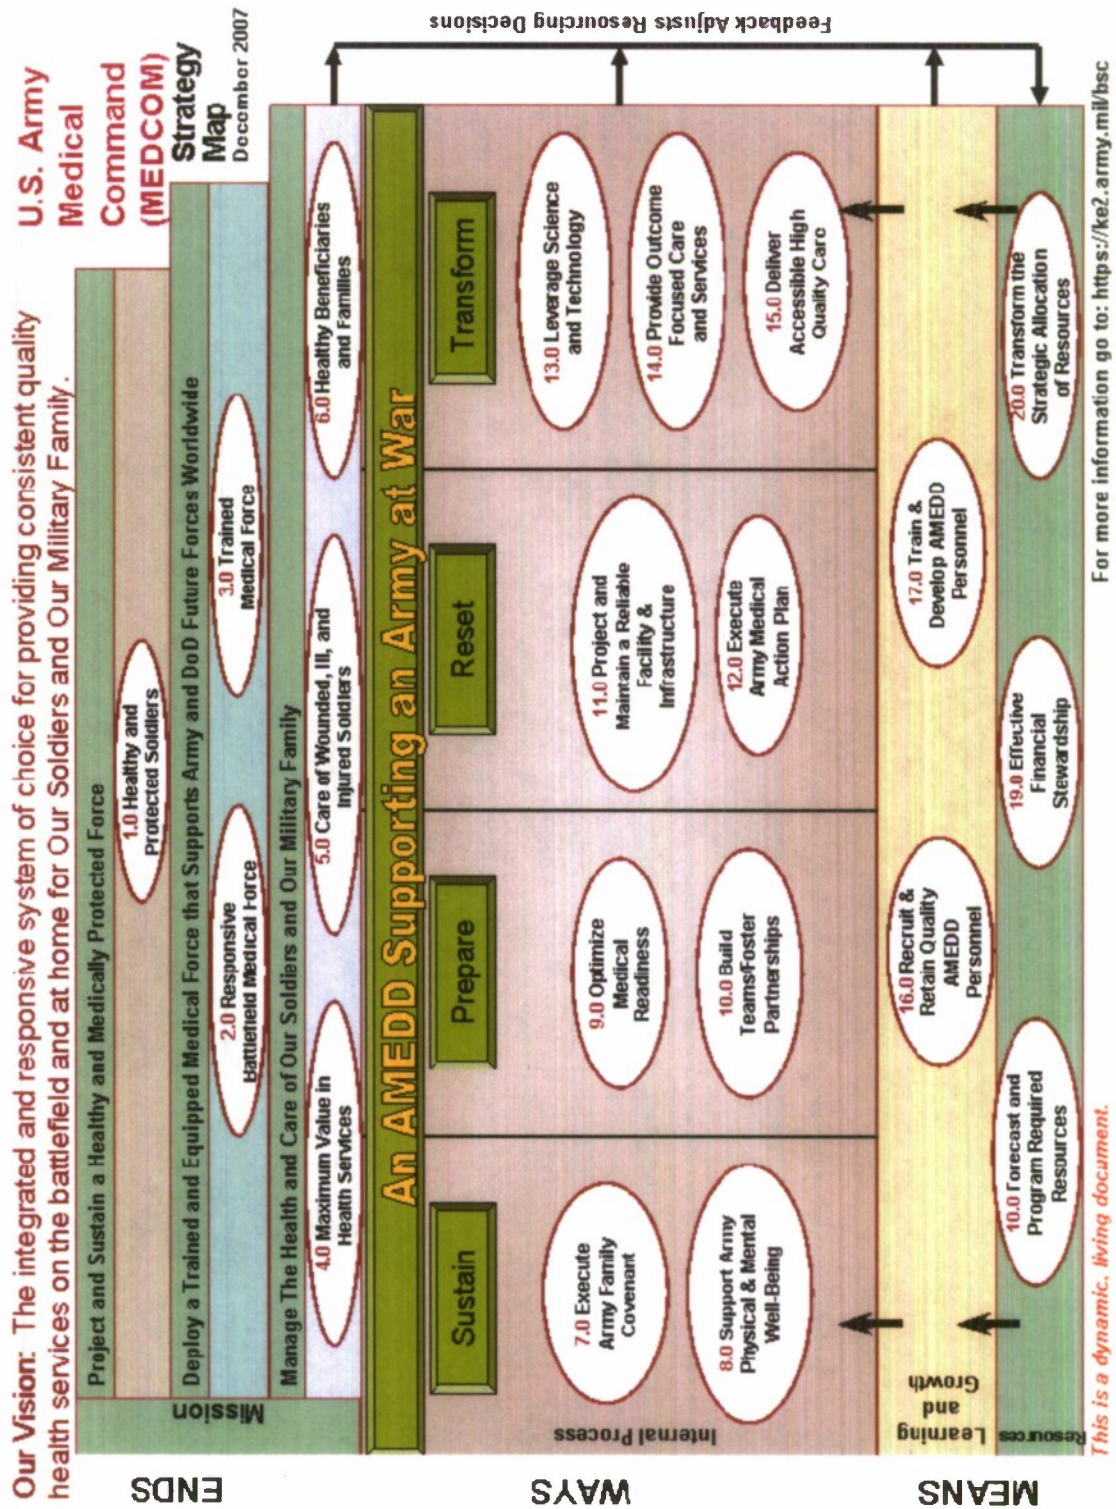 Our Vision: The integrated and responsive system of choice for providing consistent quality
health services on the battlefield and at home for Our Soldiers and Our Military Family.
U.S. Army
Medical
Command
(MEDCOM)
Strategy
Map
December 2007
ENDS
Mission
Project and Sustain a Healthy and Medically Protected Force
1.0 Healthy and
Protected Soldiers
Deploy a Trained and Equipped Medical Force that Supports Army and DoD Future Forces Worldwide
2.0 Responsive
Battlefield Medical Force
3.0 Trained
Medical Force
Manage The Health and Care of Our Soldiers and Our Military Family
4.0 Maximum Value in
Health Services
5.0 Care of Wounded, Ill, and
Injured Soldiers
6.0 Healthy Beneficiaries
and Families
An AMEDD Supporting an Army at War
WAYS
Internal Process
Sustain
7.0 Execute
Army Family
Covenant
8.0 Support Army
Physical & Mental
Well-Being
Prepare
9.0 Optimize
Medical
Readiness
10.0 Build
Teams/Foster
Partnerships
Reset
11.0 Project and
Maintain a Reliable
Facility &
Infrastructure
12.0 Execute
Army Medical
Action Plan
Transform
13.0 Leverage Science
and Technology
14.0 Provide Outcome
Focused Care
and Services
15.0 Deliver
Accessible High
Quality Care
MEANS
Learning
and
Growth
16.0 Recruit &
Retain Quality
AMEDD
Personnel
17.0 Train &
Develop AMEDD
Personnel
Resources
10.0 Forecast and
Program Required
Resources
19.0 Effective
Financial
Stewardship
20.0 Transform the
Strategic Allocation
of Resources
Feedback Adjusts Resourcing Decisions
This is a dynamic, living document.
For more information go to: https://ke2.army.mil/bsc